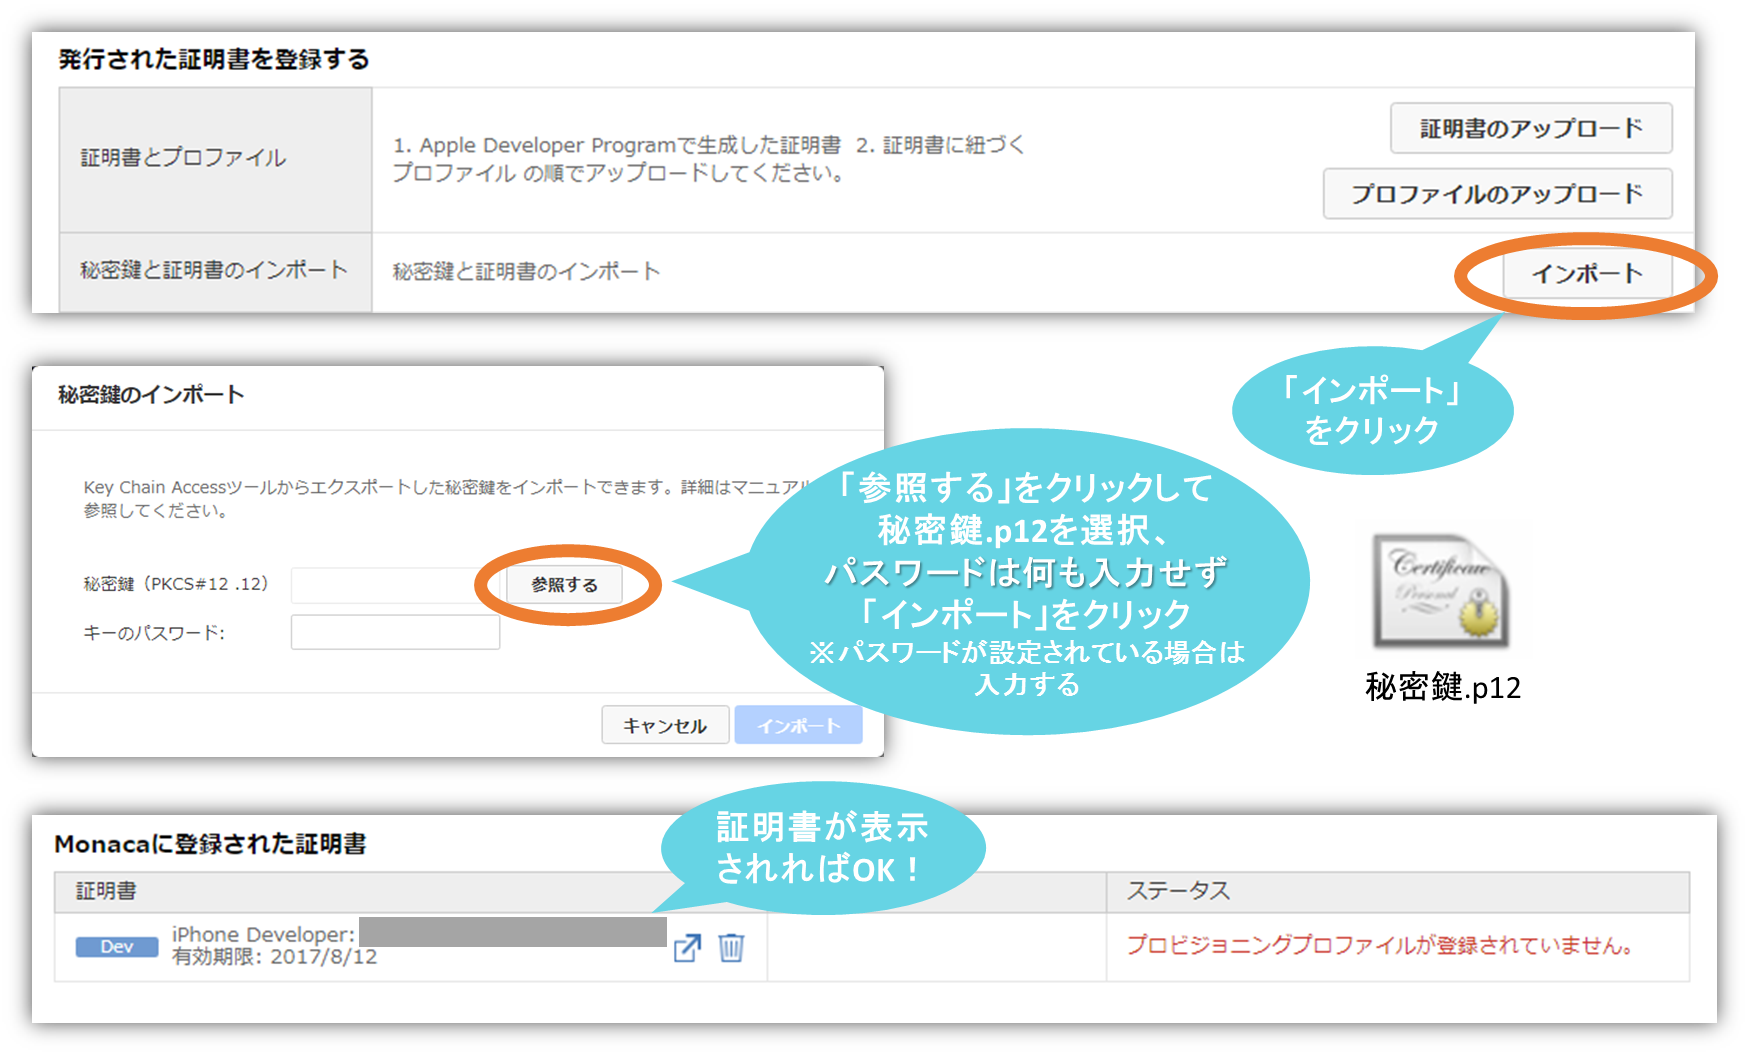 発行された証明書を登録する
証明書とプロファイル
1. Apple Developer Programで生成した証明書 2. 証明書に紐づく
プロファイル の順でアップロードしてください。
証明書のアップロード
プロファイルのアップロード
秘密鍵と証明書のインポート
秘密鍵と証明書のインポート
インポート
「インポート」
をクリック
秘密鍵のインポート
Key Chain Accessツールからエクスポートした秘密鍵をインポートできます。詳細はマニュアル
参照してください。
秘密鍵（PKCS#12 .12）
参照する
キーのパスワード:
キャンセル
インポート
「参照する」をクリックして
秘密鍵.p12を選択、
パスワードは何も入力せず
「インポート」をクリック
※パスワードが設定されている場合は
入力する
Certificate
Personal
秘密鍵.p12
証明書が表示
されればOK！
Monacaに登録された証明書
証明書
ステータス
Dev
iPhone Developer:
有効期限: 2017/8/12
プロビジョニングプロファイルが登録されていません。